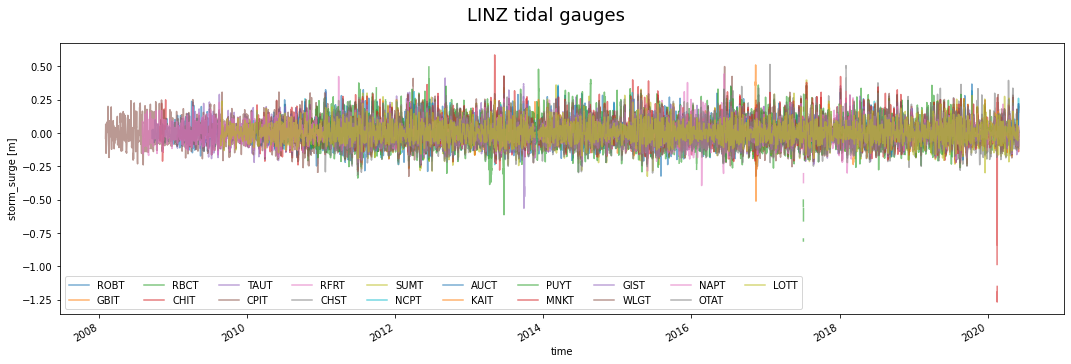 LINZ tidal gauges
storm_surge [m]
0.50
0.25
0.00
−0.25
−0.50
−0.75
−1.00
−1.25
ROBT RBCT TAUT RFRT SUMT AUCT PUYT GIST NAPT LOTT
GBIT CHIT CPIT CHST NCPT KAIT MNKT WLGT OTAT
2008 2010 2012 2014 2016 2018 2020
time